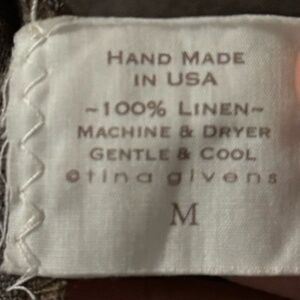 HAND MADE
IN USA
~100% LINEN~
MACHINE & DRYER
GENTLE & COOL
©tina givens
M